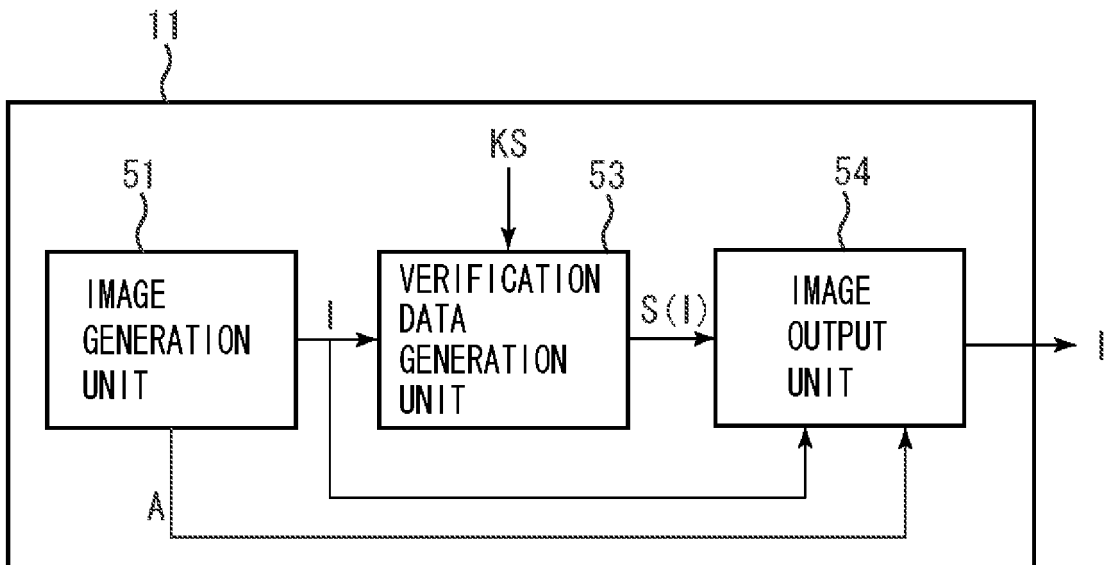 11
KS
51
53
54
IMAGE
GENERATION
UNIT
I
VERIFICATION
DATA
GENERATION
UNIT
S(I)
IMAGE
OUTPUT
UNIT
I
A